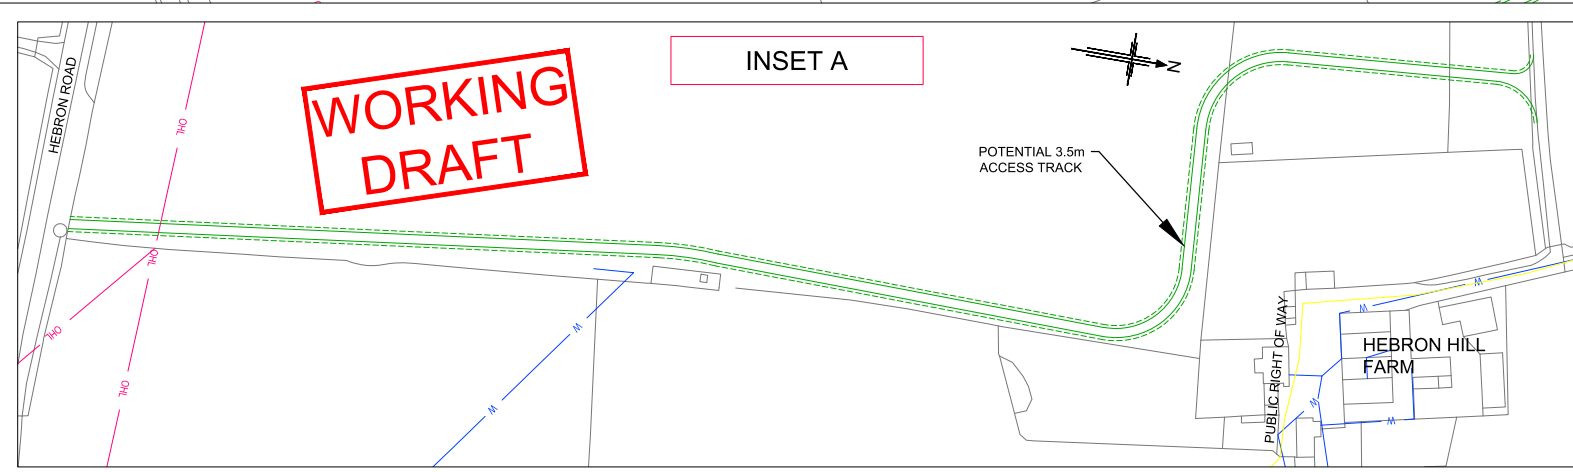 INSET A
WORKING
DRAFT
HEBRON ROAD
OHL
N
POTENTIAL 3.5m
ACCESS TRACK
OHL
OHL
OHL
W
W
W
W
PUBLIC RIGHT OF WAY
HEBRON HILL
FARM
W
W